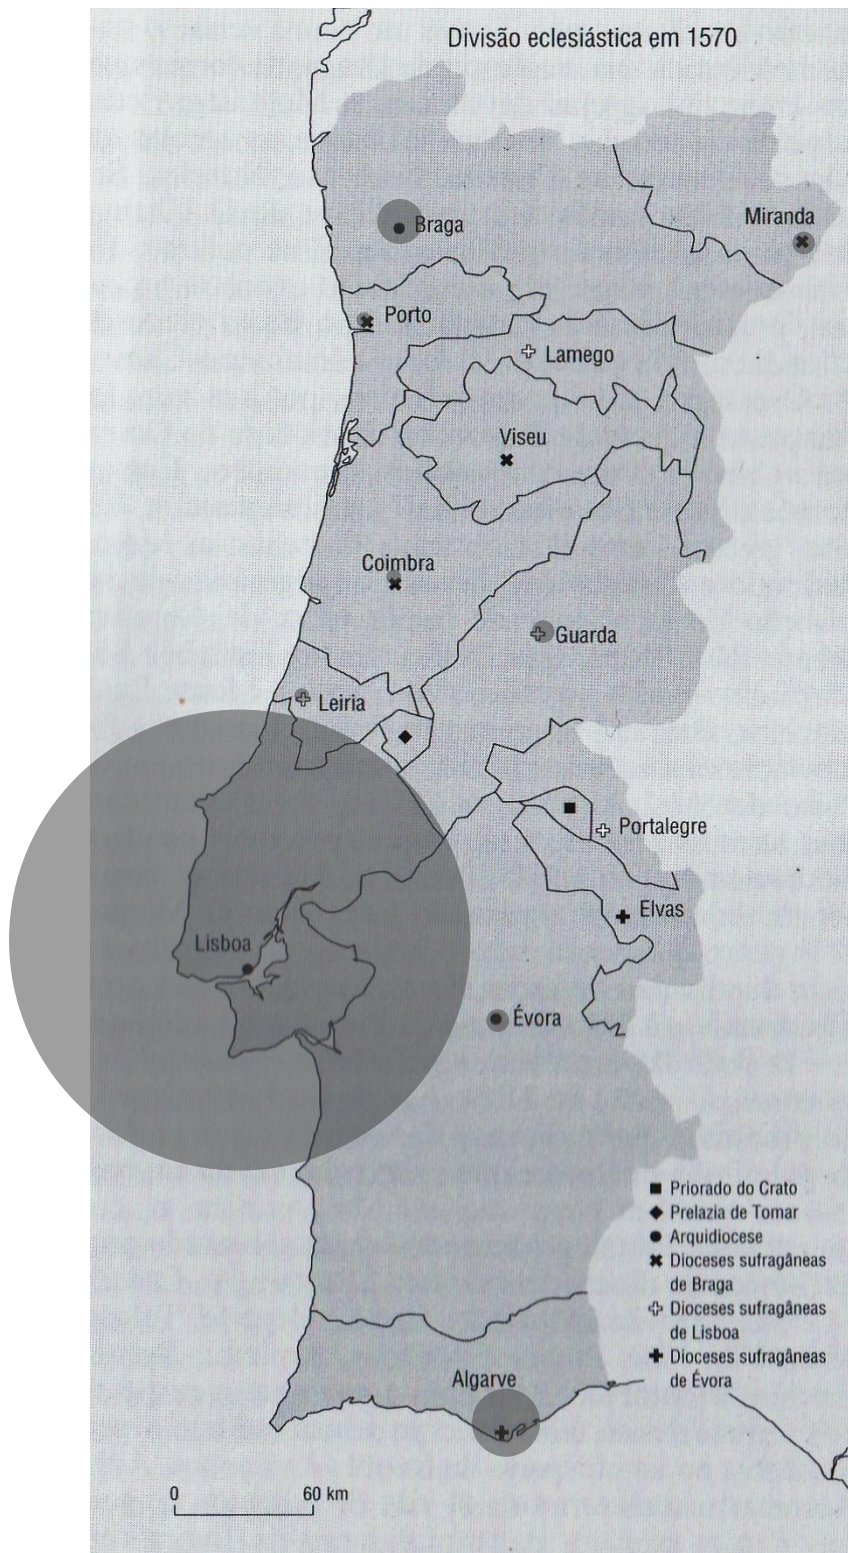 Divisão eclesiástica em 1570
Miranda
Braga
Porto
Lamego
Viseu
Coimbra
Guarda
Leiria
Portalegre
Elvas
Lisboa
Évora
Priorado do Crato
Prelazia de Tomar
Arquidiocese
Dioceses sufragâneas
de Braga
Dioceses sufragâneas
de Lisboa
Dioceses sufragâneas
de Évora
Algarve
0
60 km